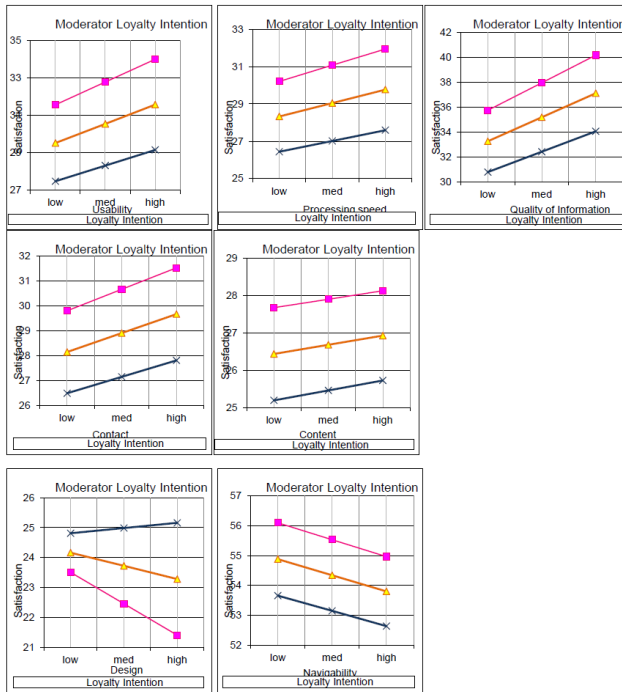 Moderator Loyalty Intention
35
33
31
29
27
Satisfaction
low med high
Usability
Loyalty Intention
Moderator Loyalty Intention
33
31
29
27
25
Satisfaction
low med high
Processing speed
Loyalty Intention
Moderator Loyalty Intention
42
40
38
36
34
32
30
Satisfaction
low med high
Quality of Information
Loyalty Intention
Moderator Loyalty Intention
32
31
30
29
28
27
26
Satisfaction
low med high
Contact
Loyalty Intention
Moderator Loyalty Intention
29
28
27
26
25
Satisfaction
low med high
Content
Loyalty Intention
Moderator Loyalty Intention
26
25
24
23
22
21
Satisfaction
low med high
Design
Loyalty Intention
Moderator Loyalty Intention
57
56
55
54
53
52
Satisfaction
low med high
Navigability
Loyalty Intention